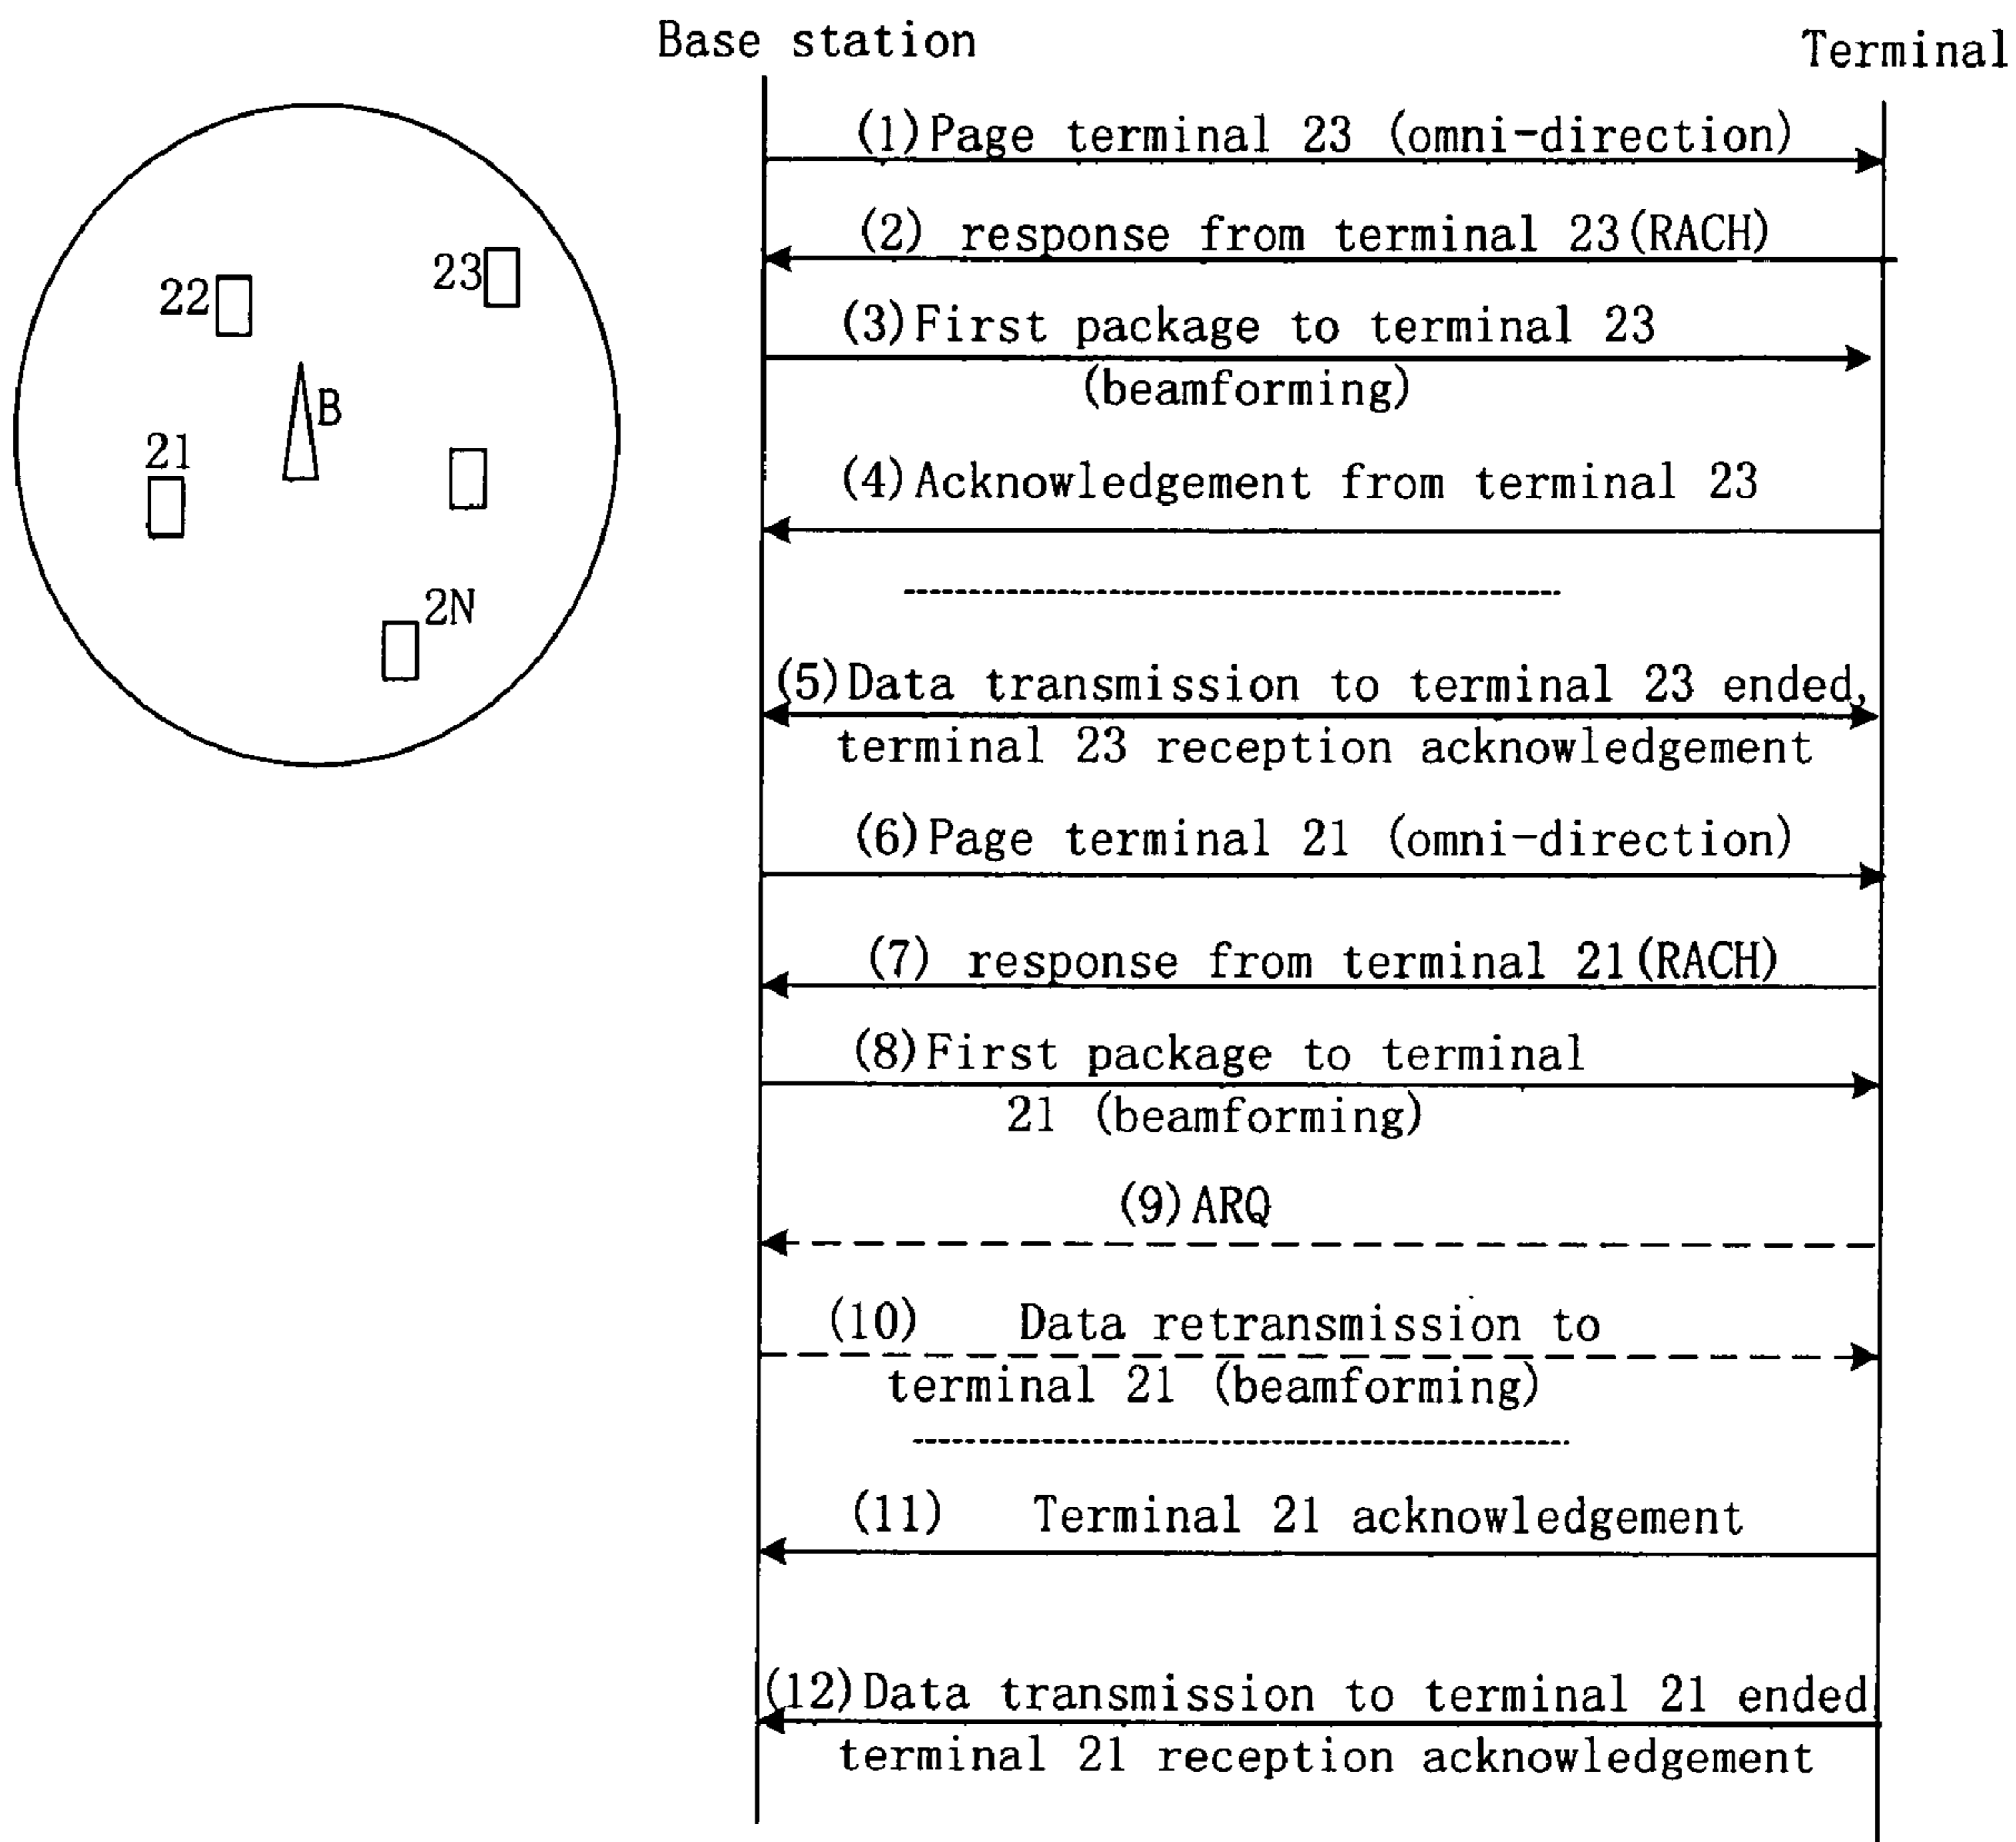 Base station
Terminal
(1)Page terminal 23 (omni-direction)
(2) response from terminal 23(RACH)
(3)First package to terminal 23
(beamforming)
(4)Acknowledgement from terminal 23
(5)Data transmission to terminal 23 ended,
terminal 23 reception acknowledgement
(6)Page terminal 21 (omni-direction)
(7) response from terminal 21(RACH)
(8)First package to terminal
21 (beamforming)
(9)ARQ
(10) Data retransmission to
terminal 21 (beamforming)
(11) Terminal 21 acknowledgement
(12)Data transmission to terminal 21 ended
terminal 21 reception acknowledgement
22
23
B
21
2N